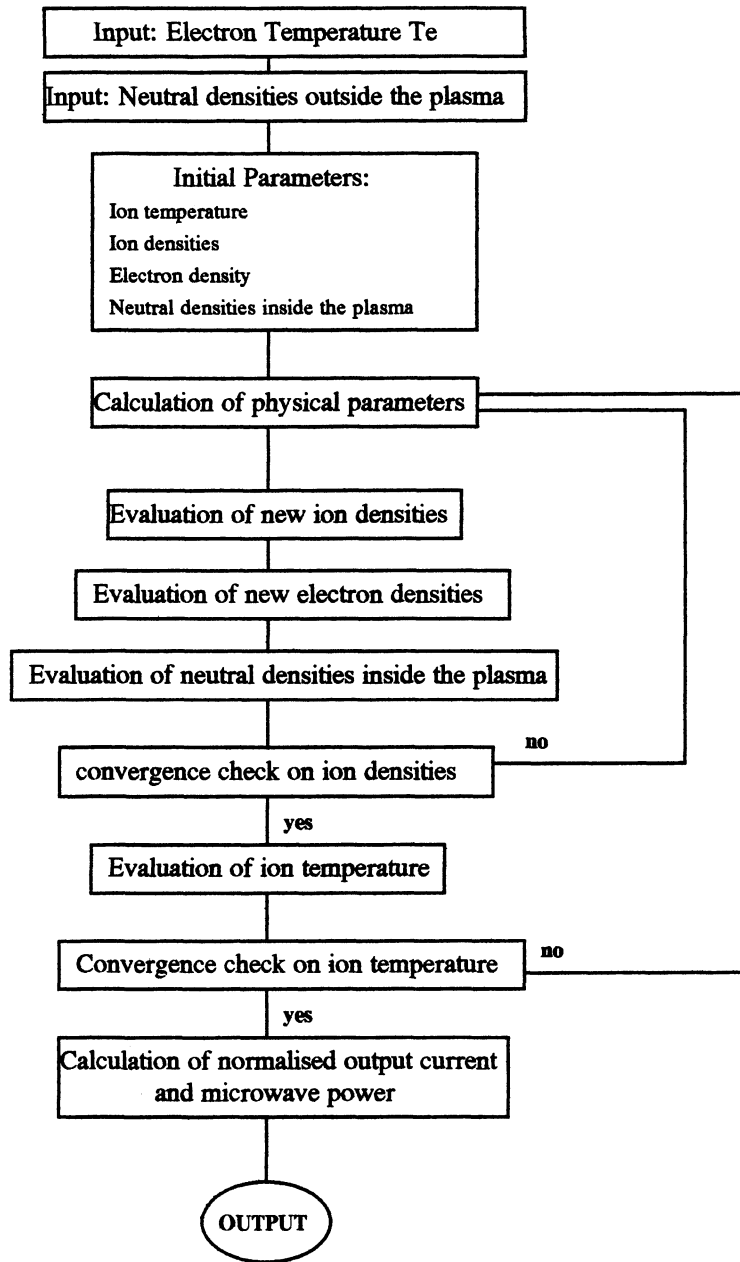 Input: Electron Temperature Te
Input: Neutral densities outside the plasma
Initial Parameters:
Ion temperature
Ion densities
Electron density
Neutral densities inside the plasma
Calculation of physical parameters
Evaluation of new ion densities
Evaluation of new electron densities
Evaluation of neutral densities inside the plasma
no
convergence check on ion densities
yes
Evaluation of ion temperature
no
Convergence check on ion temperature
yes
Calculation of normalised output current
and microwave power
OUTPUT